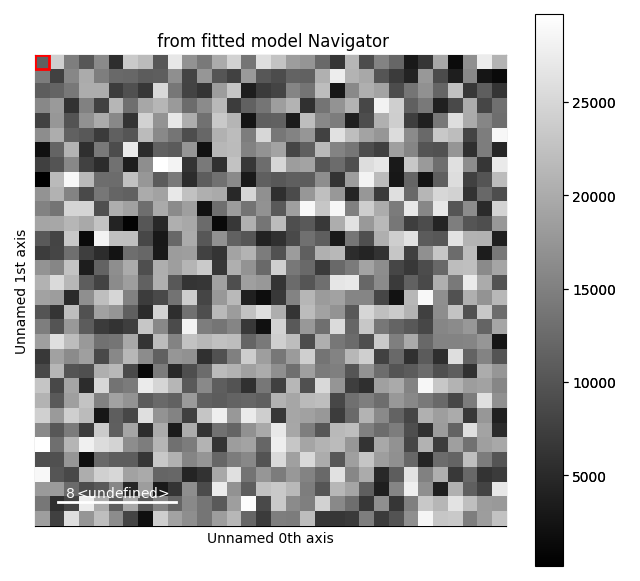 from fitted model Navigator
25000
20000
15000
10000
5000
Unnamed 1st axis
8 <undefined>
Unnamed 0th axis